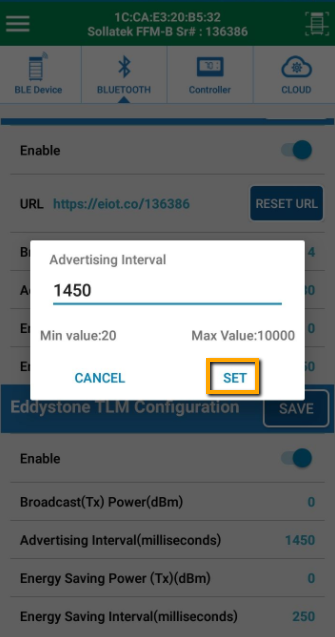 1C:CA:E3:20:B5:32
Sollatek FFM-B Sr# : 136386
BLE Device
BLUETOOTH
Controller
CLOUD
Enable
URL https://eiot.co/136386
RESET URL
4
Advertising Interval
1450
Min value:20 Max Value:10000
CANCEL SET
Eddystone TLM Configuration SAVE
Enable
Broadcast(Tx) Power(dBm) 0
Advertising Interval(milliseconds) 1450
Energy Saving Power (Tx)(dBm) 0
Energy Saving Interval(milliseconds) 250